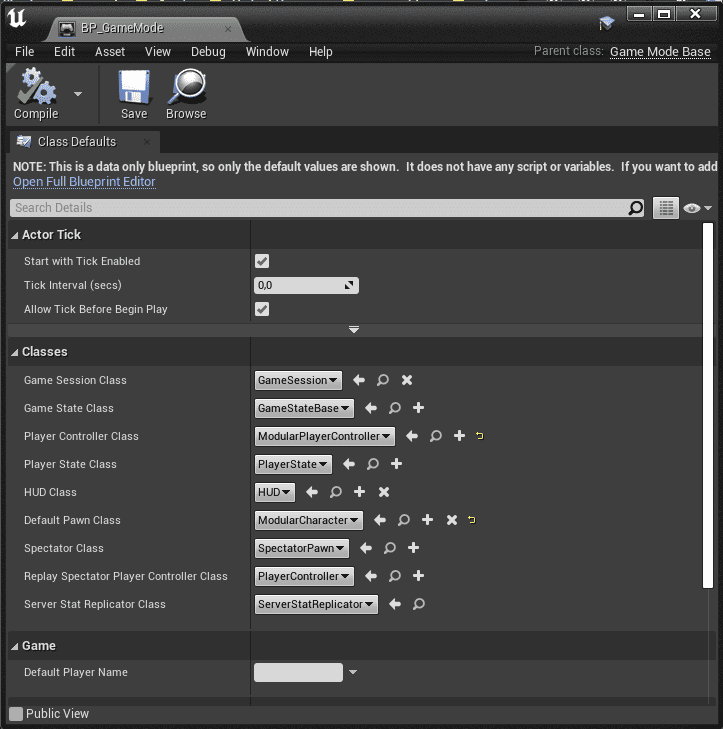 BP_GameMode
File Edit Asset View Debug Window Help
Parent class: Game Mode Base
Compile Save Browse
Class Defaults
NOTE: This is a data only blueprint, so only the default values are shown. It does not have any script or variables. If you want to add
Open Full Blueprint Editor
Search Details
Actor Tick
Start with Tick Enabled
Tick Interval (secs) 0,0
Allow Tick Before Begin Play
Classes
Game Session Class GameSession
Game State Class GameStateBase
Player Controller Class ModularPlayerController
Player State Class PlayerState
HUD Class HUD
Default Pawn Class ModularCharacter
Spectator Class SpectatorPawn
Replay Spectator Player Controller Class PlayerController
Server Stat Replicator Class ServerStatReplicator
Game
Default Player Name
Public View